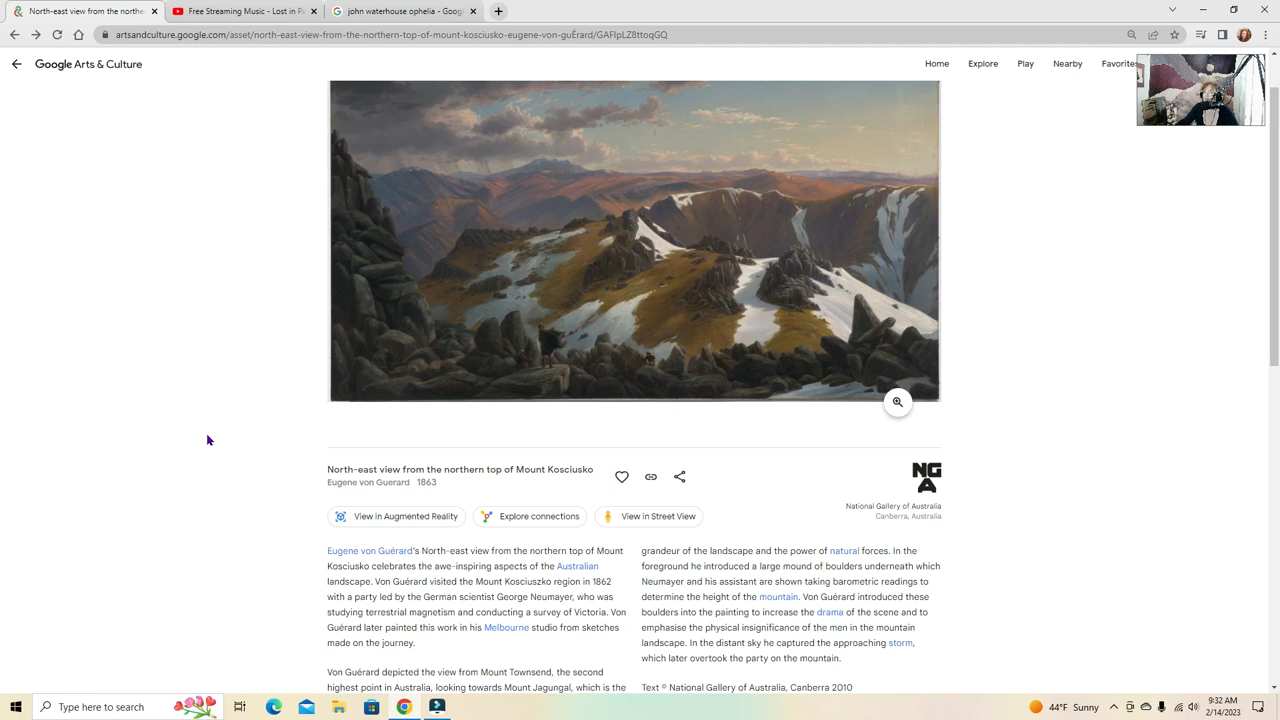 North-east view from the norther
Free Streaming Music - Lost in P
john waterhouse ophelia - Goog
artsandculture.google.com/asset/north-east-view-from-the-northern-top-of-mount-kosciusko-eugene-von-guÉrard/GAFIpLZ8ttoqGQ
Google Arts & Culture
Home Explore Play Nearby Favorites
North-east view from the northern top of Mount Kosciusko
Eugene von Guerard 1863
NG
A
National Gallery of Australia
Canberra, Australia
View in Augmented Reality Explore connections View in Street View
Eugene von Guérard's North-east view from the northern top of Mount
Kosciusko celebrates the awe-inspiring aspects of the Australian
landscape. Von Guérard visited the Mount Kosciuszko region in 1862
with a party led by the German scientist George Neumayer, who was
studying terrestrial magnetism and conducting a survey of Victoria. Von
Guérard later painted this work in his Melbourne studio from sketches
made on the journey.
Von Guérard depicted the view from Mount Townsend, the second
highest point in Australia, looking towards Mount Jagungal, which is the
grandeur of the landscape and the power of natural forces. In the
foreground he introduced a large mound of boulders underneath which
Neumayer and his assistant are shown taking barometric readings to
determine the height of the mountain. Von Guérard introduced these
boulders into the painting to increase the drama of the scene and to
emphasise the physical insignificance of the men in the mountain
landscape. In the distant sky he captured the approaching storm,
which later overtook the party on the mountain.
Text © National Gallery of Australia, Canberra 2010
Type here to search
44°F Sunny
9:32 AM
2/14/2023